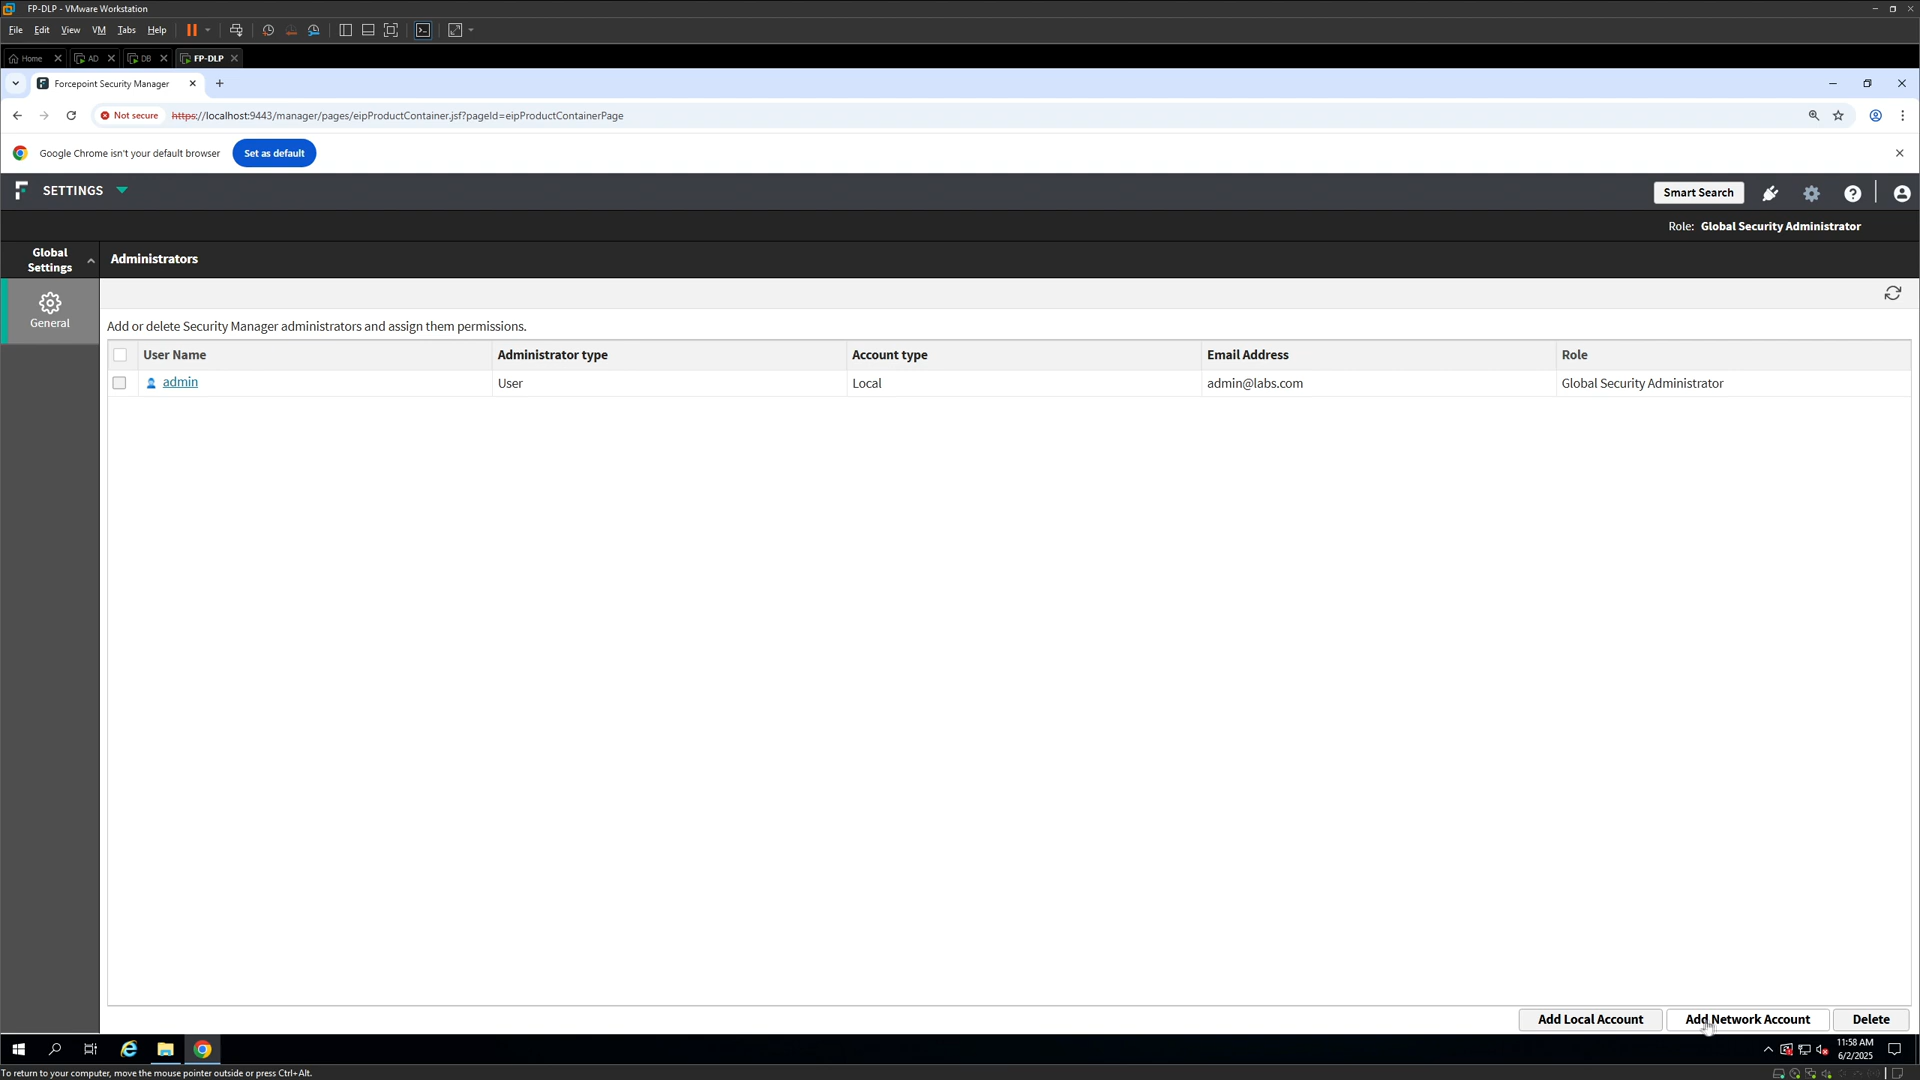 FP-DLP - VMware Workstation
File Edit View VM Tabs Help
Home AD DB FP-DLP
Forcepoint Security Manager
Not secure https://localhost:9443/manager/pages/eipProductContainer.jsf?pageId=eipProductContainerPage
Google Chrome isn't your default browser Set as default
SETTINGS Smart Search
Role: Global Security Administrator
Global Settings Administrators
General
Add or delete Security Manager administrators and assign them permissions.
User Name Administrator type Account type Email Address Role
admin User Local admin@labs.com Global Security Administrator
Add Local Account Add Network Account Delete
11:58 AM
6/2/2025
To return to your computer, move the mouse pointer outside or press Ctrl+Alt.